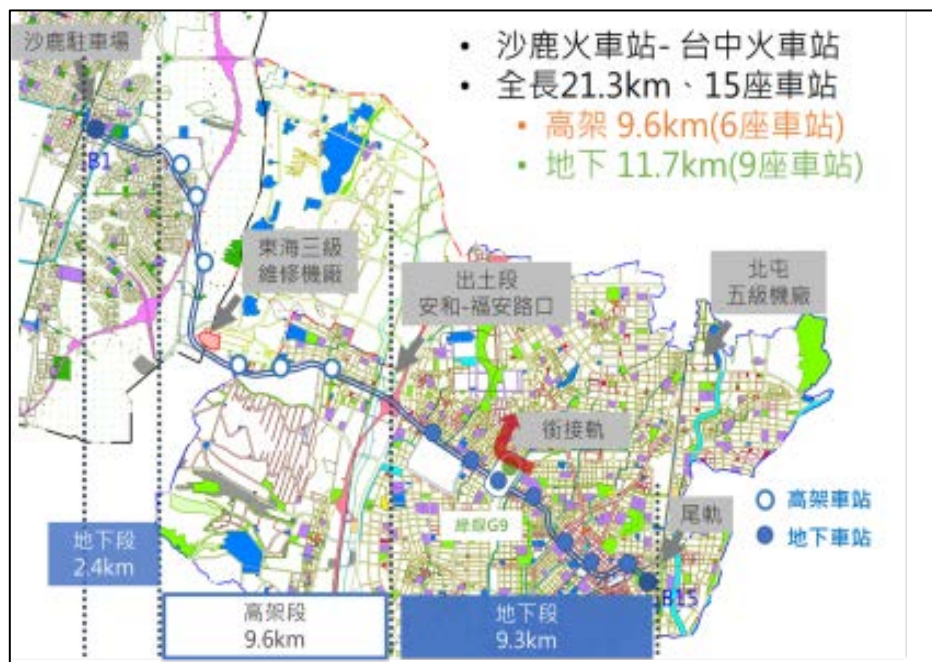 沙鹿駐車場
• 沙鹿火車站- 台中火車站
• 全長21.3km、15座車站
• 高架 9.6km(6座車站)
• 地下 11.7km(9座車站)
B1
東海三級
維修機廠
出土段
安和-福安路口
北屯
五級機廠
銜接軌
綠線G9
高架車站
地下車站
尾軌
B15
地下段
2.4km
高架段
9.6km
地下段
9.3km